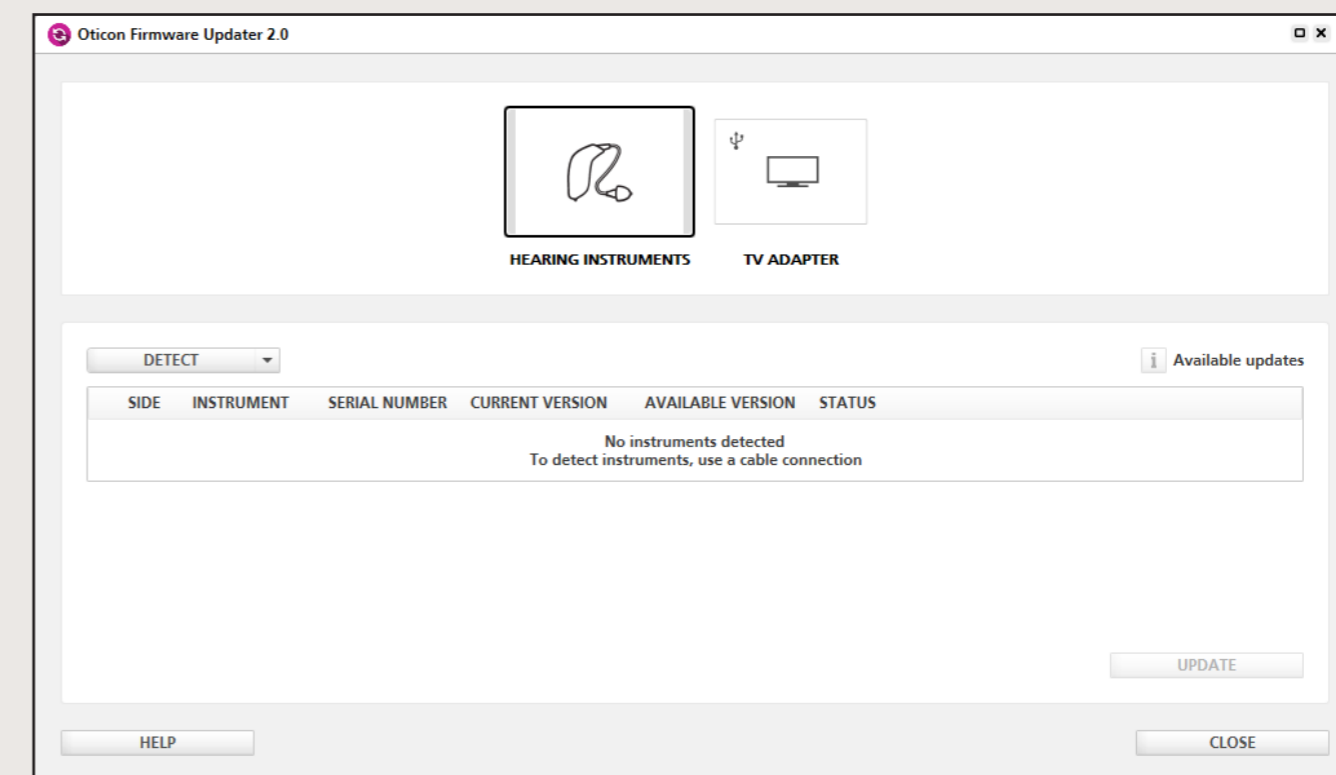 Oticon Firmware Updater 2.0
HEARING INSTRUMENTS
TV ADAPTER
DETECT
i Available updates
SIDE INSTRUMENT SERIAL NUMBER CURRENT VERSION AVAILABLE VERSION STATUS
No instruments detected
To detect instruments, use a cable connection
UPDATE
HELP
CLOSE